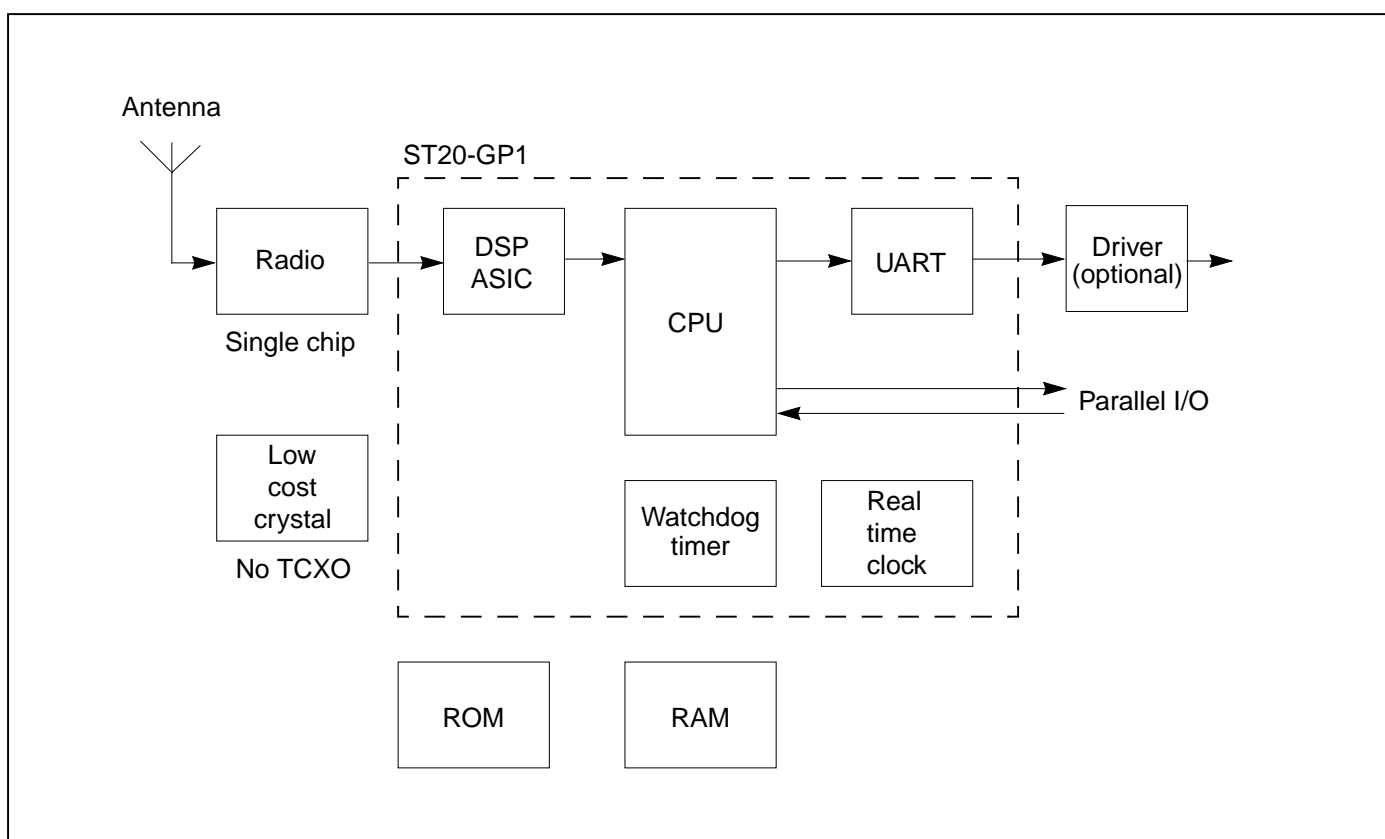 Antenna
ST20-GP1
Radio
DSP
ASIC
CPU
UART
Driver
(optional)
Single chip
Parallel I/O
Low
cost
crystal
No TCXO
Watchdog
timer
Real
time
clock
ROM
RAM